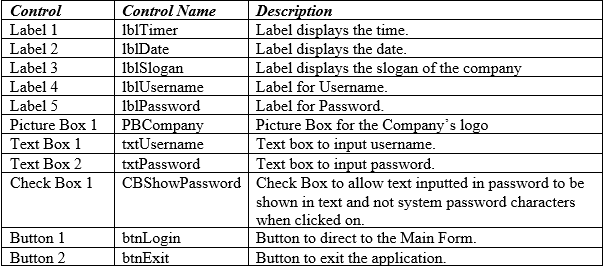 Control Control Name Description
Label 1 lblTimer Label displays the time.
Label 2 lblDate Label displays the date.
Label 3 lblSlogan Label displays the slogan of the company
Label 4 lblUsername Label for Username.
Label 5 lblPassword Label for Password.
Picture Box 1 PBCompany Picture Box for the Company's logo
Text Box 1 txtUsername Text box to input username.
Text Box 2 txtPassword Text box to input password.
Check Box 1 CBShowPassword Check Box to allow text inputted in password to be
shown in text and not system password characters
when clicked on.
Button 1 btnLogin Button to direct to the Main Form.
Button 2 btnExit Button to exit the application.